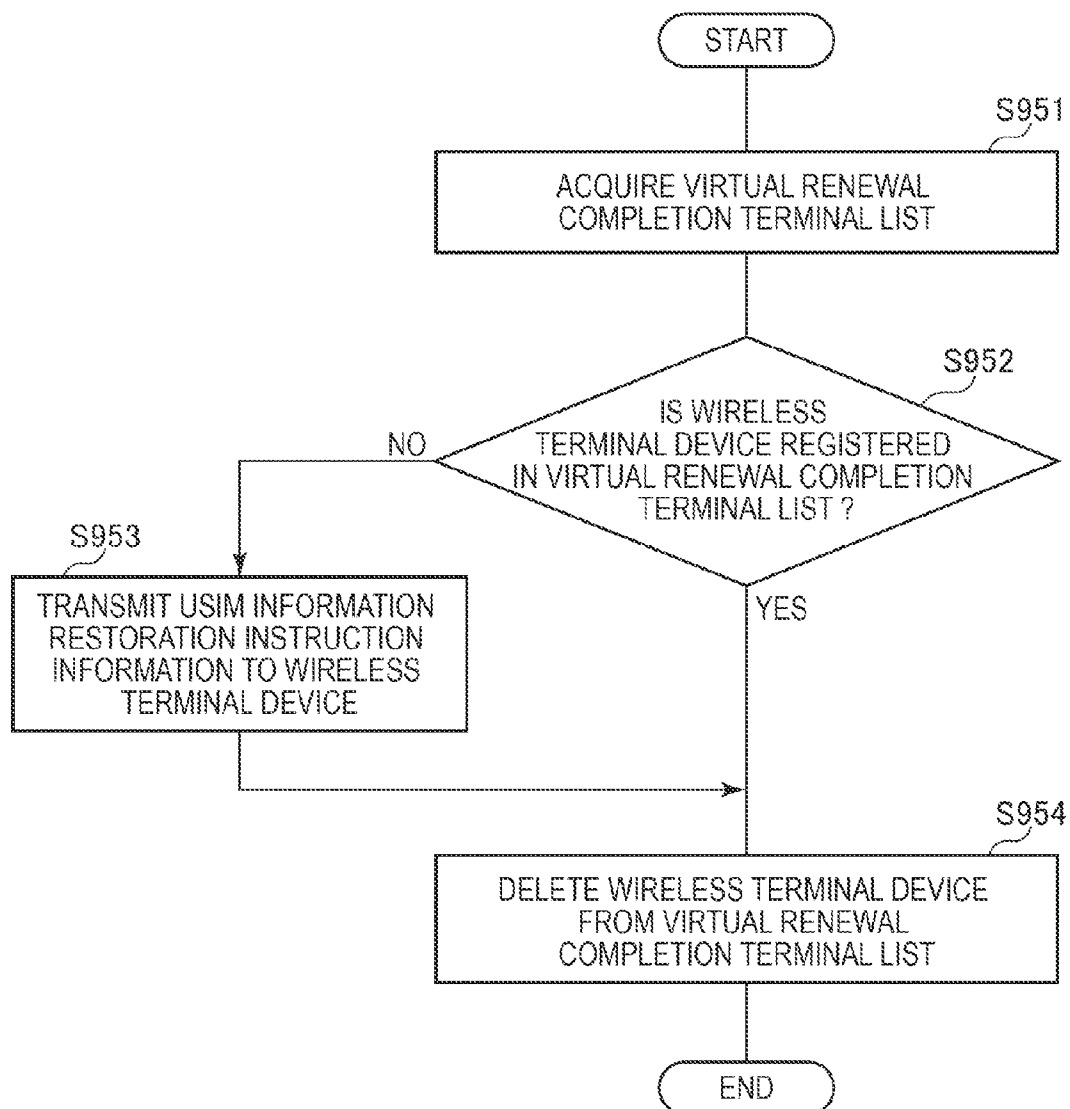 START
S951
ACQUIRE VIRTUAL RENEWAL
COMPLETION TERMINAL LIST
S952
IS WIRELESS
TERMINAL DEVICE REGISTERED
IN VIRTUAL RENEWAL COMPLETION
TERMINAL LIST ?
NO
YES
S953
TRANSMIT USIM INFORMATION
RESTORATION INSTRUCTION
INFORMATION TO WIRELESS
TERMINAL DEVICE
S954
DELETE WIRELESS TERMINAL DEVICE
FROM VIRTUAL RENEWAL
COMPLETION TERMINAL LIST
END